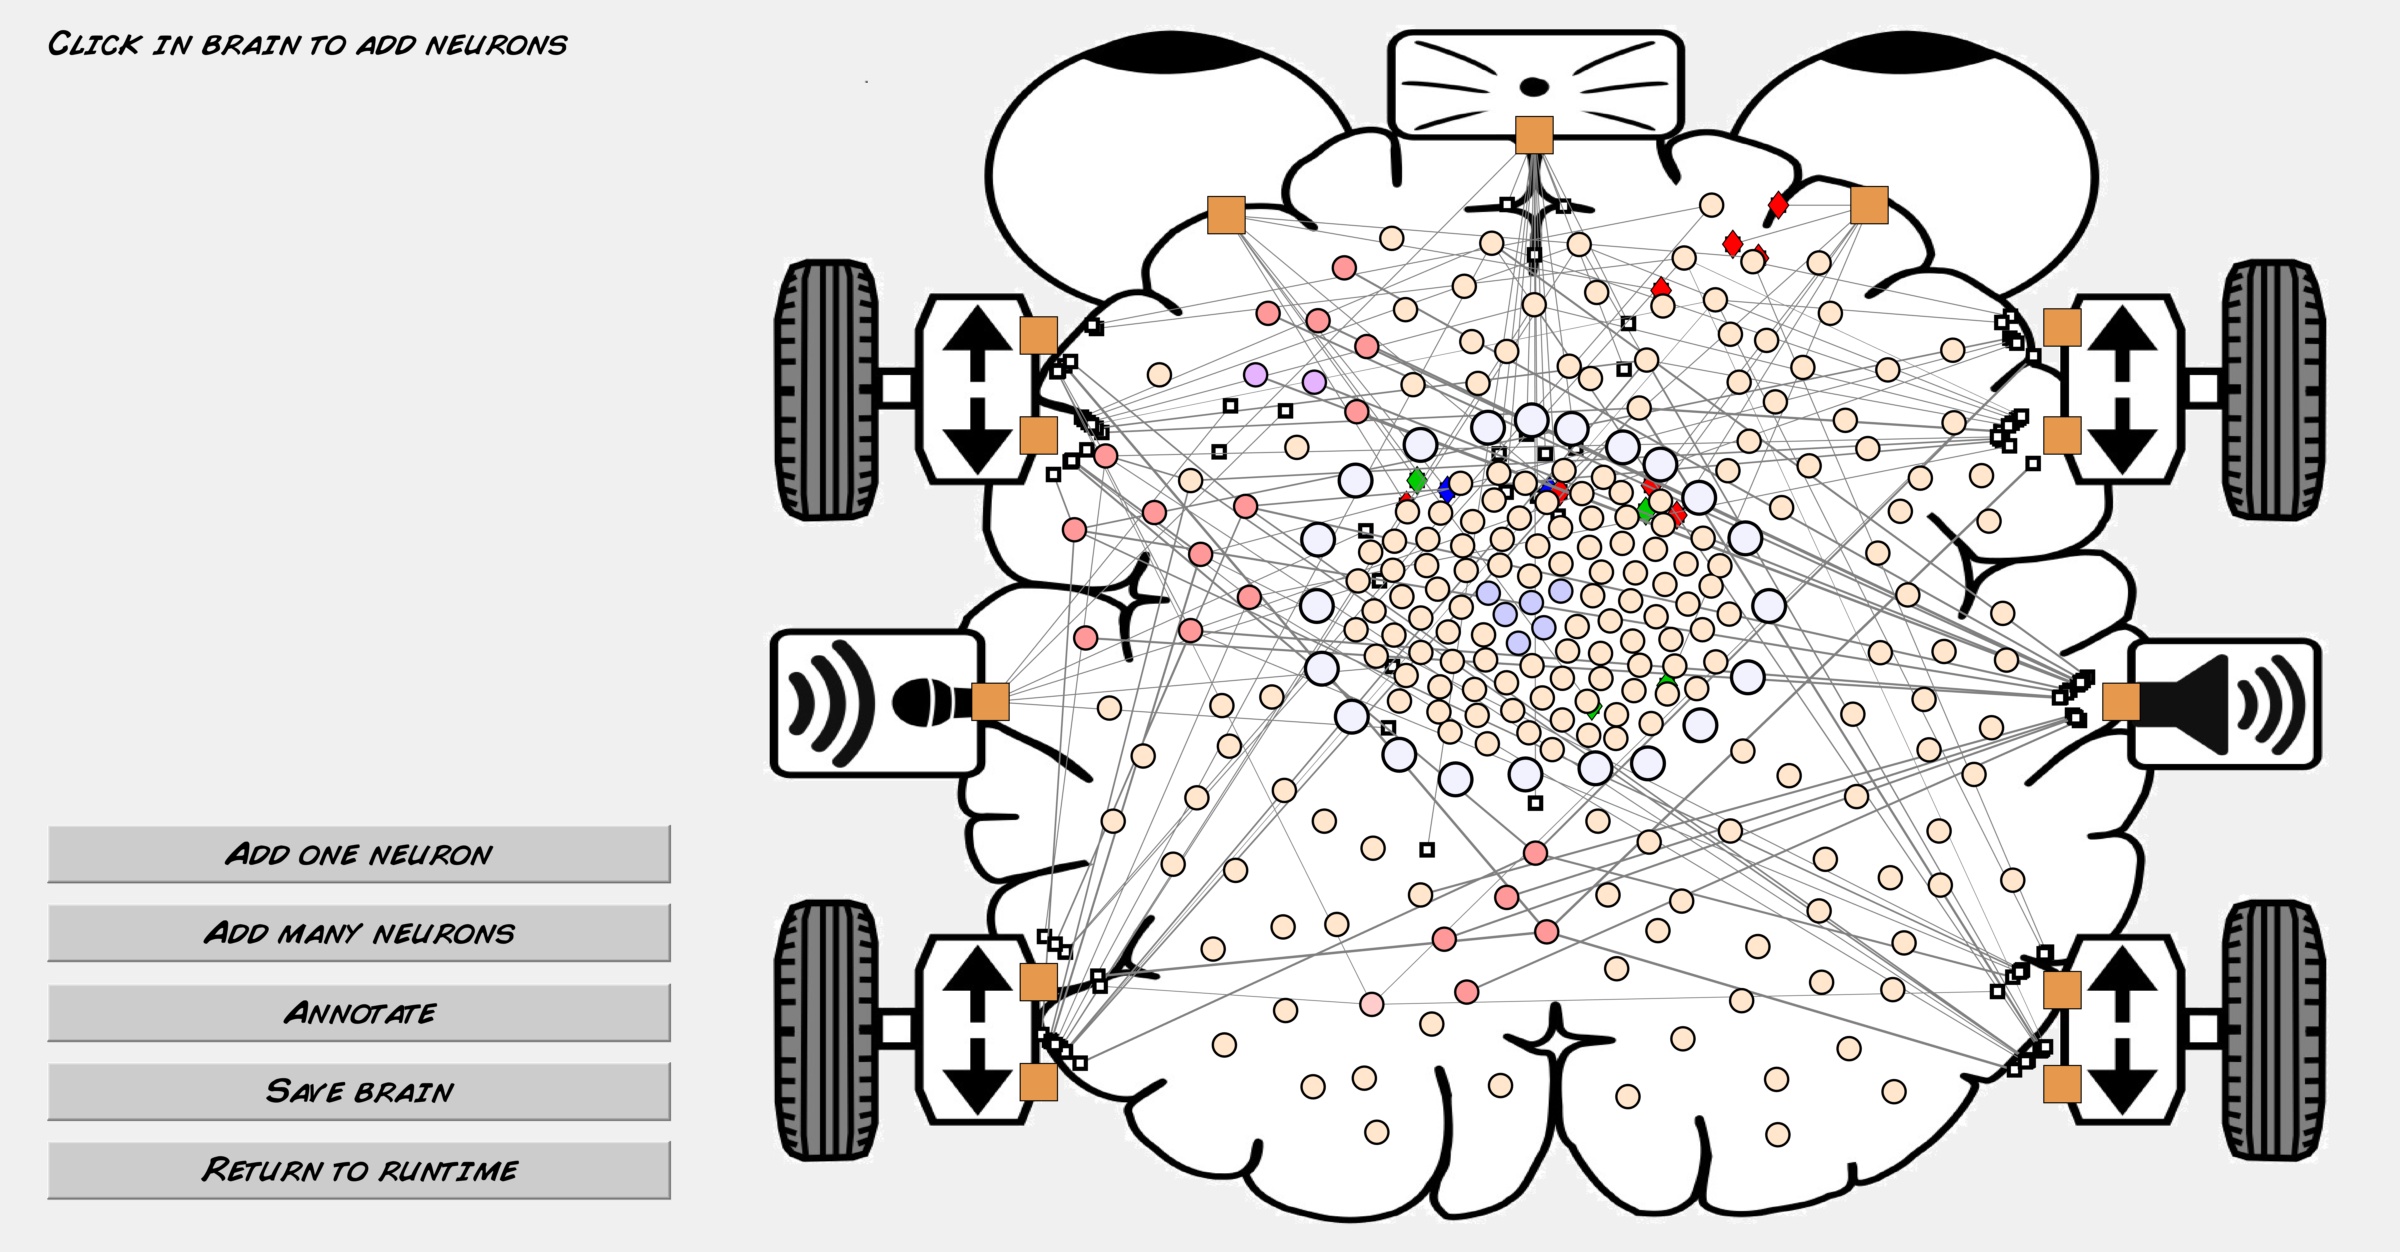 Click in brain to add neurons
Add one neuron
Add many neurons
Annotate
Save brain
Return to runtime